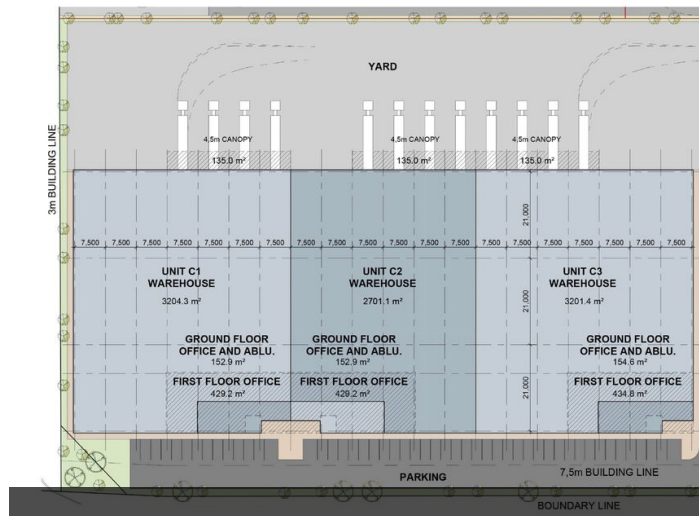 YARD
4,5m CANOPY 4,5m CANOPY 4,5m CANOPY
135.0 m² 135.0 m² 135.0 m²
3m BUILDING LINE
21,000
7,500 7,500 7,500 7,500 7,500 7,500 7,500 7,500 7,500 7,500 7,500 7,500 7,500 7,500 7,500 7,500 7,500 7,500 7,500 7,500
UNIT C1
WAREHOUSE
3204.3 m²
UNIT C2
WAREHOUSE
2701.1 m²
UNIT C3
WAREHOUSE
3201.4 m²
21,000
GROUND FLOOR
OFFICE AND ABLU.
152.9 m²
GROUND FLOOR
OFFICE AND ABLU.
152.9 m²
GROUND FLOOR
OFFICE AND ABLU.
154.6 m²
21,000
FIRST FLOOR OFFICE
429.2 m²
FIRST FLOOR OFFICE
429.2 m²
FIRST FLOOR OFFICE
434.8 m²
7,5m BUILDING LINE
PARKING
BOUNDARY LINE